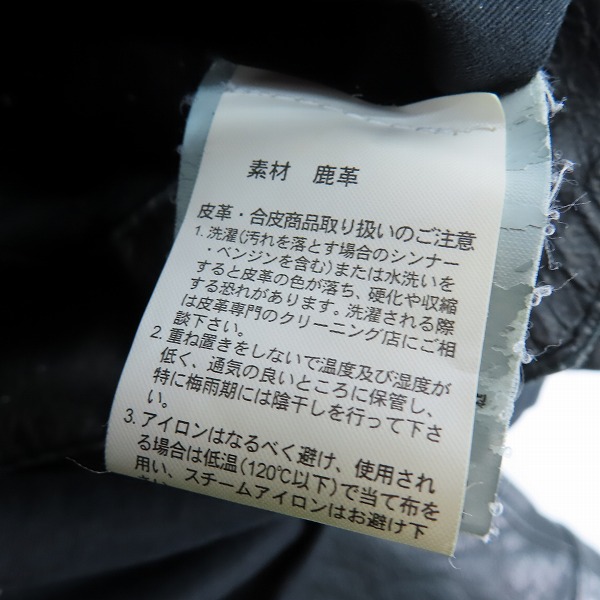 素材　鹿革
皮革・合皮商品取り扱いのご注意
1. 洗濯(汚れを落とす場合のシンナー
・ベンジンを含む)または水洗いを
すると皮革の色が落ち、硬化や収縮
する恐れがあります。洗濯される際
は皮革専門のクリーニング店にご相
談下さい。
2. 重ね置きをしないで温度及び湿度が
低く、通気の良いところに保管し、
特に梅雨期には陰干しを行って下さ
い。
3. アイロンはなるべく避け、使用され
る場合は低温(120℃以下)で当て布を
用い、スチームアイロンはお避け下
製